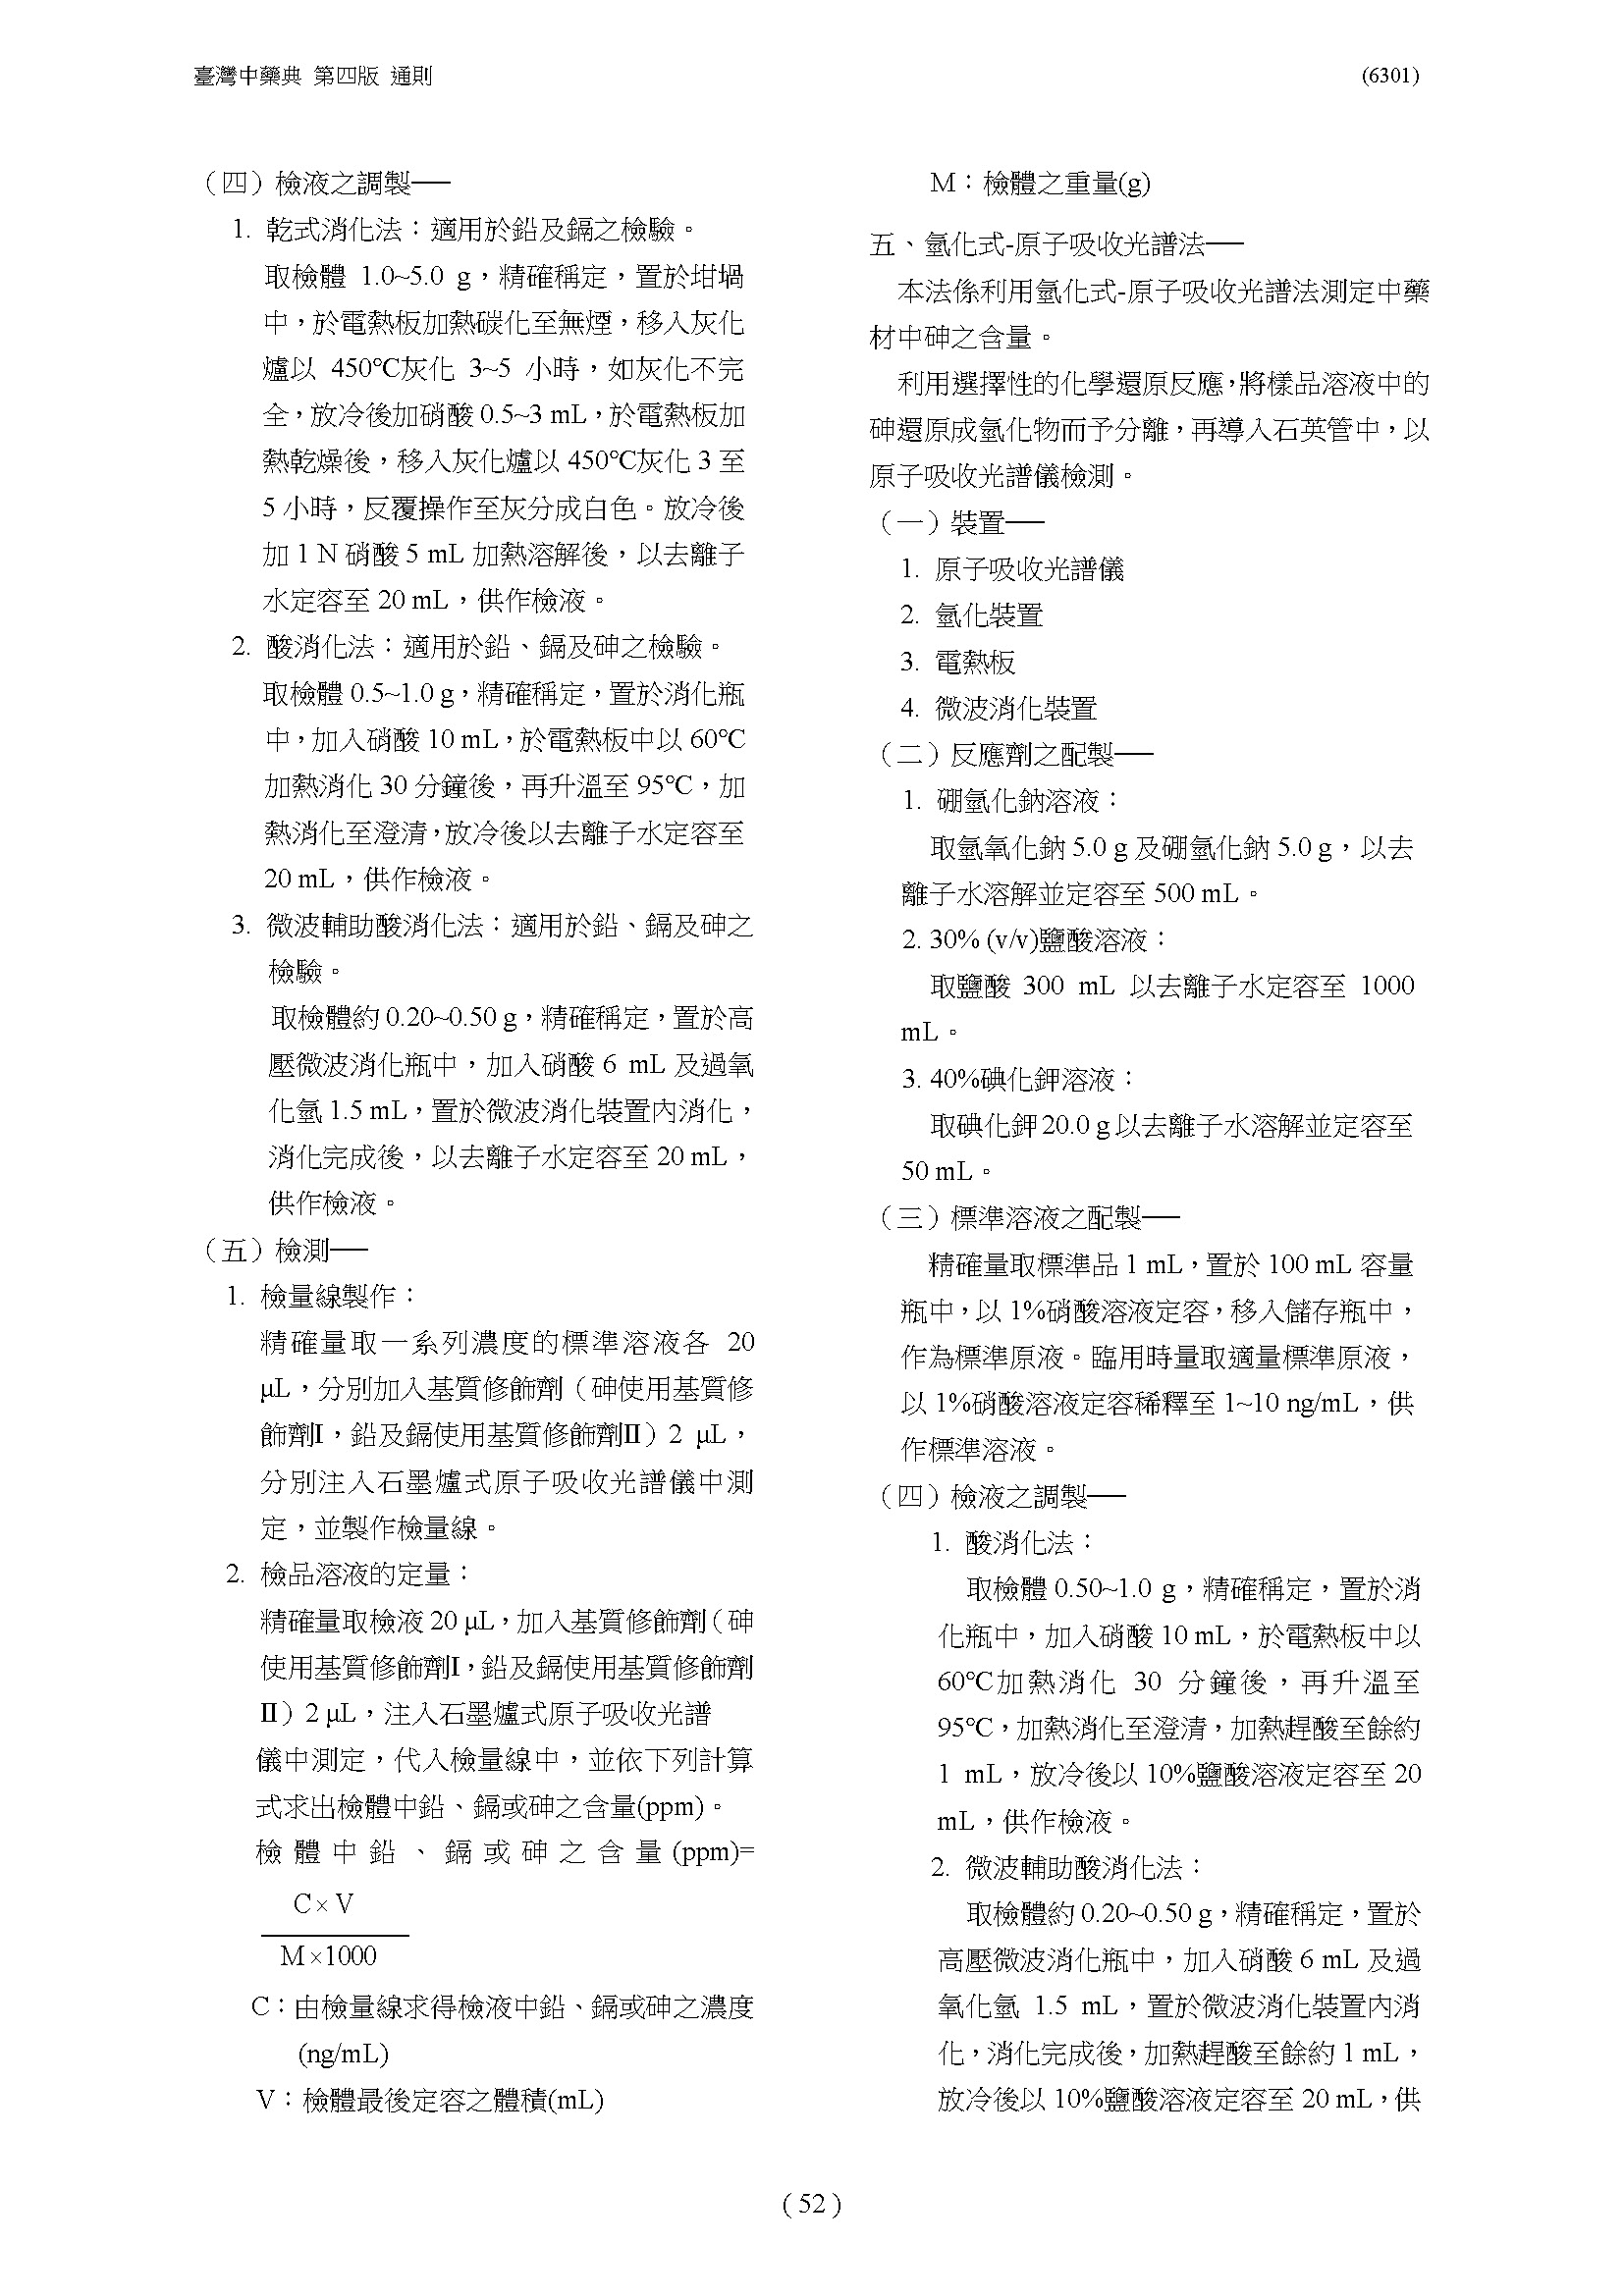 臺灣中藥典 第四版 通則
(6301)
（四）檢液之調製──
1. 乾式消化法：適用於鉛及鎘之檢驗。
取檢體 1.0~5.0 g，精確稱定，置於坩堝
中，於電熱板加熱碳化至無煙，移入灰化
爐以 450℃灰化 3~5 小時，如灰化不完
全，放冷後加硝酸 0.5~3 mL，於電熱板加
熱乾燥後，移入灰化爐以 450℃灰化 3 至
5 小時，反覆操作至灰分成白色。放冷後
加 1 N 硝酸 5 mL 加熱溶解後，以去離子
水定容至 20 mL，供作檢液。
2. 酸消化法：適用於鉛、鎘及砷之檢驗。
取檢體 0.5~1.0 g，精確稱定，置於消化瓶
中，加入硝酸 10 mL，於電熱板中以 60℃
加熱消化 30 分鐘後，再升溫至 95℃，加
熱消化至澄清，放冷後以去離子水定容至
20 mL，供作檢液。
3. 微波輔助酸消化法：適用於鉛、鎘及砷之
檢驗。
取檢體約 0.20~0.50 g，精確稱定，置於高
壓微波消化瓶中，加入硝酸 6 mL 及過氧
化氫 1.5 mL，置於微波消化裝置內消化，
消化完成後，以去離子水定容至 20 mL，
供作檢液。
（五）檢測──
1. 檢量線製作：
精確量取一系列濃度的標準溶液各 20
μL，分別加入基質修飾劑（砷使用基質修
飾劑I，鉛及鎘使用基質修飾劑II）2 μL，
分別注入石墨爐式原子吸收光譜儀中測
定，並製作檢量線。
2. 檢品溶液的定量：
精確量取檢液 20 μL，加入基質修飾劑（砷
使用基質修飾劑I，鉛及鎘使用基質修飾劑
II）2 μL，注入石墨爐式原子吸收光譜
儀中測定，代入檢量線中，並依下列計算
式求出檢體中鉛、鎘或砷之含量(ppm)。
檢體中鉛、鎘或砷之含量(ppm)=
C × V
M ×1000
C：由檢量線求得檢液中鉛、鎘或砷之濃度
(ng/mL)
V：檢體最後定容之體積(mL)
M：檢體之重量(g)
五、氫化式-原子吸收光譜法──
本法係利用氫化式-原子吸收光譜法測定中藥
材中砷之含量。
利用選擇性的化學還原反應，將樣品溶液中的
砷還原成氫化物而予分離，再導入石英管中，以
原子吸收光譜儀檢測。
（一）裝置──
1. 原子吸收光譜儀
2. 氫化裝置
3. 電熱板
4. 微波消化裝置
（二）反應劑之配製──
1. 硼氫化鈉溶液：
取氫氧化鈉 5.0 g 及硼氫化鈉 5.0 g，以去
離子水溶解並定容至 500 mL。
2. 30% (v/v)鹽酸溶液：
取鹽酸 300 mL 以去離子水定容至 1000
mL。
3. 40%碘化鉀溶液：
取碘化鉀 20.0 g 以去離子水溶解並定容至
50 mL。
（三）標準溶液之配製──
精確量取標準品 1 mL，置於 100 mL 容量
瓶中，以 1%硝酸溶液定容，移入儲存瓶中，
作為標準原液。臨用時量取適量標準原液，
以 1%硝酸溶液定容稀釋至 1~10 ng/mL，供
作標準溶液。
（四）檢液之調製──
1. 酸消化法：
取檢體 0.50~1.0 g，精確稱定，置於消
化瓶中，加入硝酸 10 mL，於電熱板中以
60℃加熱消化 30 分鐘後，再升溫至
95℃，加熱消化至澄清，加熱趕酸至餘約
1 mL，放冷後以 10%鹽酸溶液定容至 20
mL，供作檢液。
2. 微波輔助酸消化法：
取檢體約 0.20~0.50 g，精確稱定，置於
高壓微波消化瓶中，加入硝酸 6 mL 及過
氧化氫 1.5 mL，置於微波消化裝置內消
化，消化完成後，加熱趕酸至餘約 1 mL，
放冷後以 10%鹽酸溶液定容至 20 mL，供
( 52 )